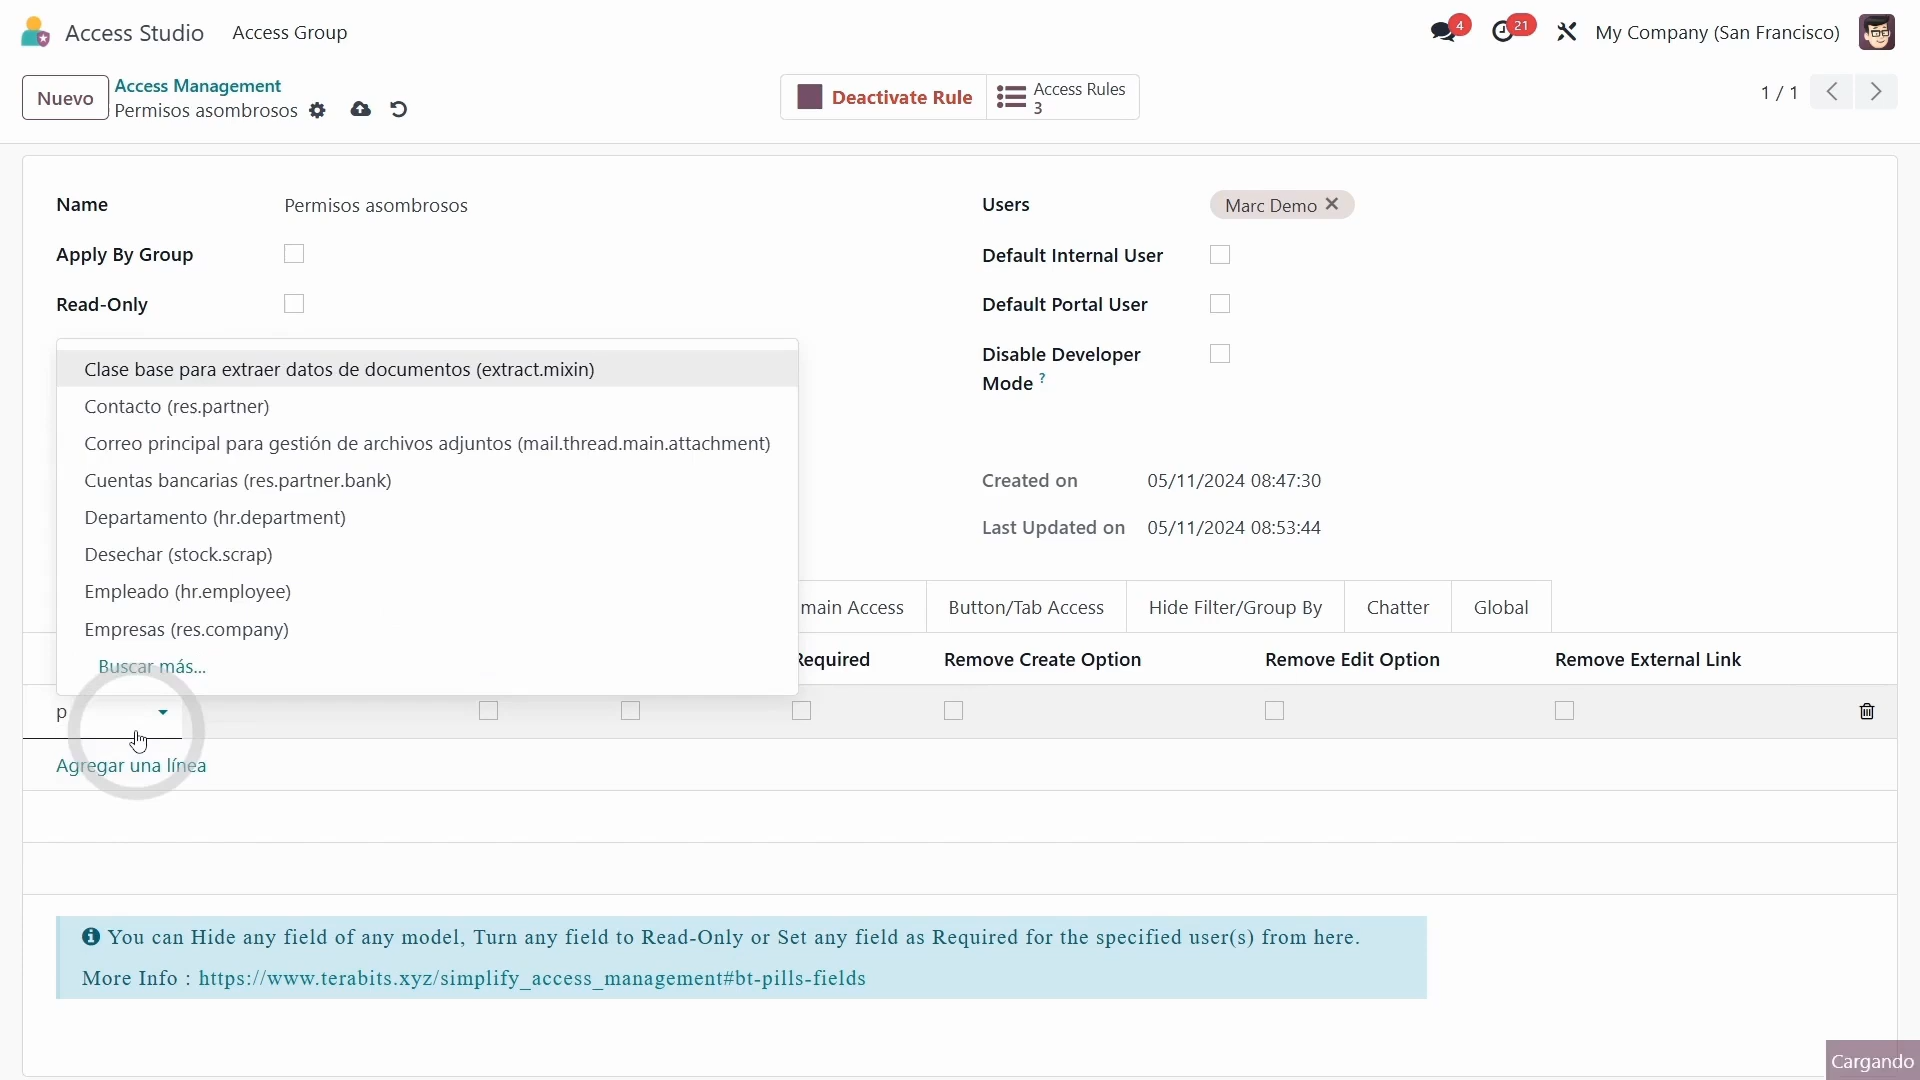 Access Studio
Access Group
4
21
My Company (San Francisco)
Nuevo
Access Management
Permisos asombrosos
Deactivate Rule
Access Rules
3
1 / 1
Name
Permisos asombrosos
Users
Marc Demo
Apply By Group
Default Internal User
Read-Only
Default Portal User
Disable Developer
Mode ?
Clase base para extraer datos de documentos (extract.mixin)
Contacto (res.partner)
Correo principal para gestión de archivos adjuntos (mail.thread.main.attachment)
Cuentas bancarias (res.partner.bank)
Departamento (hr.department)
Desechar (stock.scrap)
Empleado (hr.employee)
Empresas (res.company)
Buscar más...
Created on
05/11/2024 08:47:30
Last Updated on
05/11/2024 08:53:44
main Access
Button/Tab Access
Hide Filter/Group By
Chatter
Global
Required
Remove Create Option
Remove Edit Option
Remove External Link
p
Agregar una línea
You can Hide any field of any model, Turn any field to Read-Only or Set any field as Required for the specified user(s) from here.
More Info : https://www.terabits.xyz/simplify_access_management#bt-pills-fields
Cargando